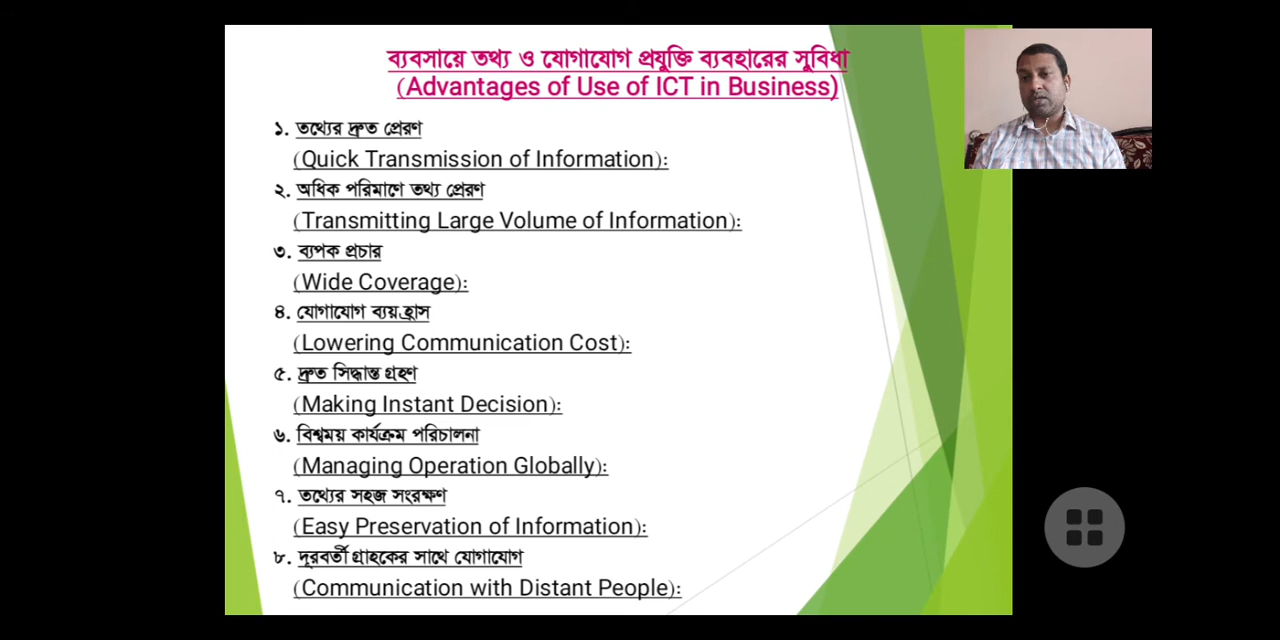 ব্যবসায়ে তথ্য ও যোগাযোগ প্রযুক্তি ব্যবহারের সুবিধা
(Advantages of Use of ICT in Business)
১. তথ্যের দ্রুত প্রেরণ
(Quick Transmission of Information):
২. অধিক পরিমাণে তথ্য প্রেরণ
(Transmitting Large Volume of Information):
৩. ব্যপক প্রচার
(Wide Coverage):
৪. যোগাযোগ ব্যয় হ্রাস
(Lowering Communication Cost):
৫. দ্রুত সিদ্ধান্ত গ্রহণ
(Making Instant Decision):
৬. বিশ্বময় কার্যক্রম পরিচালনা
(Managing Operation Globally):
৭. তথ্যের সহজ সংরক্ষণ
(Easy Preservation of Information):
৮. দূরবর্তী গ্রাহকের সাথে যোগাযোগ
(Communication with Distant People):